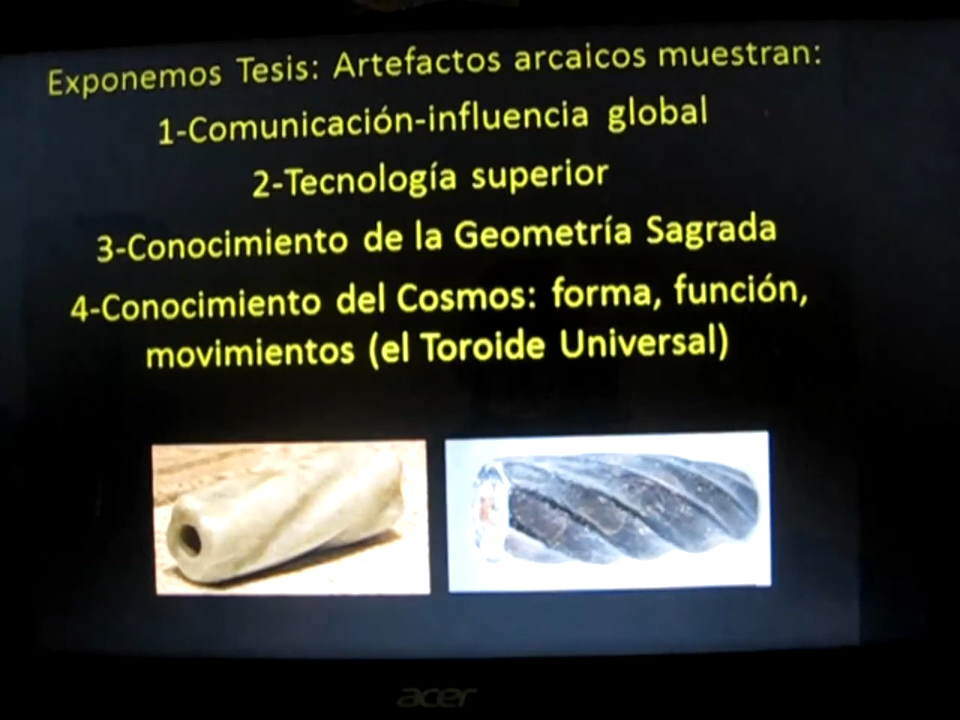 Exponemos Tesis: Artefactos arcaicos muestran:
1-Comunicación-influencia global
2-Tecnología superior
3-Conocimiento de la Geometría Sagrada
4-Conocimiento del Cosmos: forma, función,
movimientos (el Toroide Universal)
acer